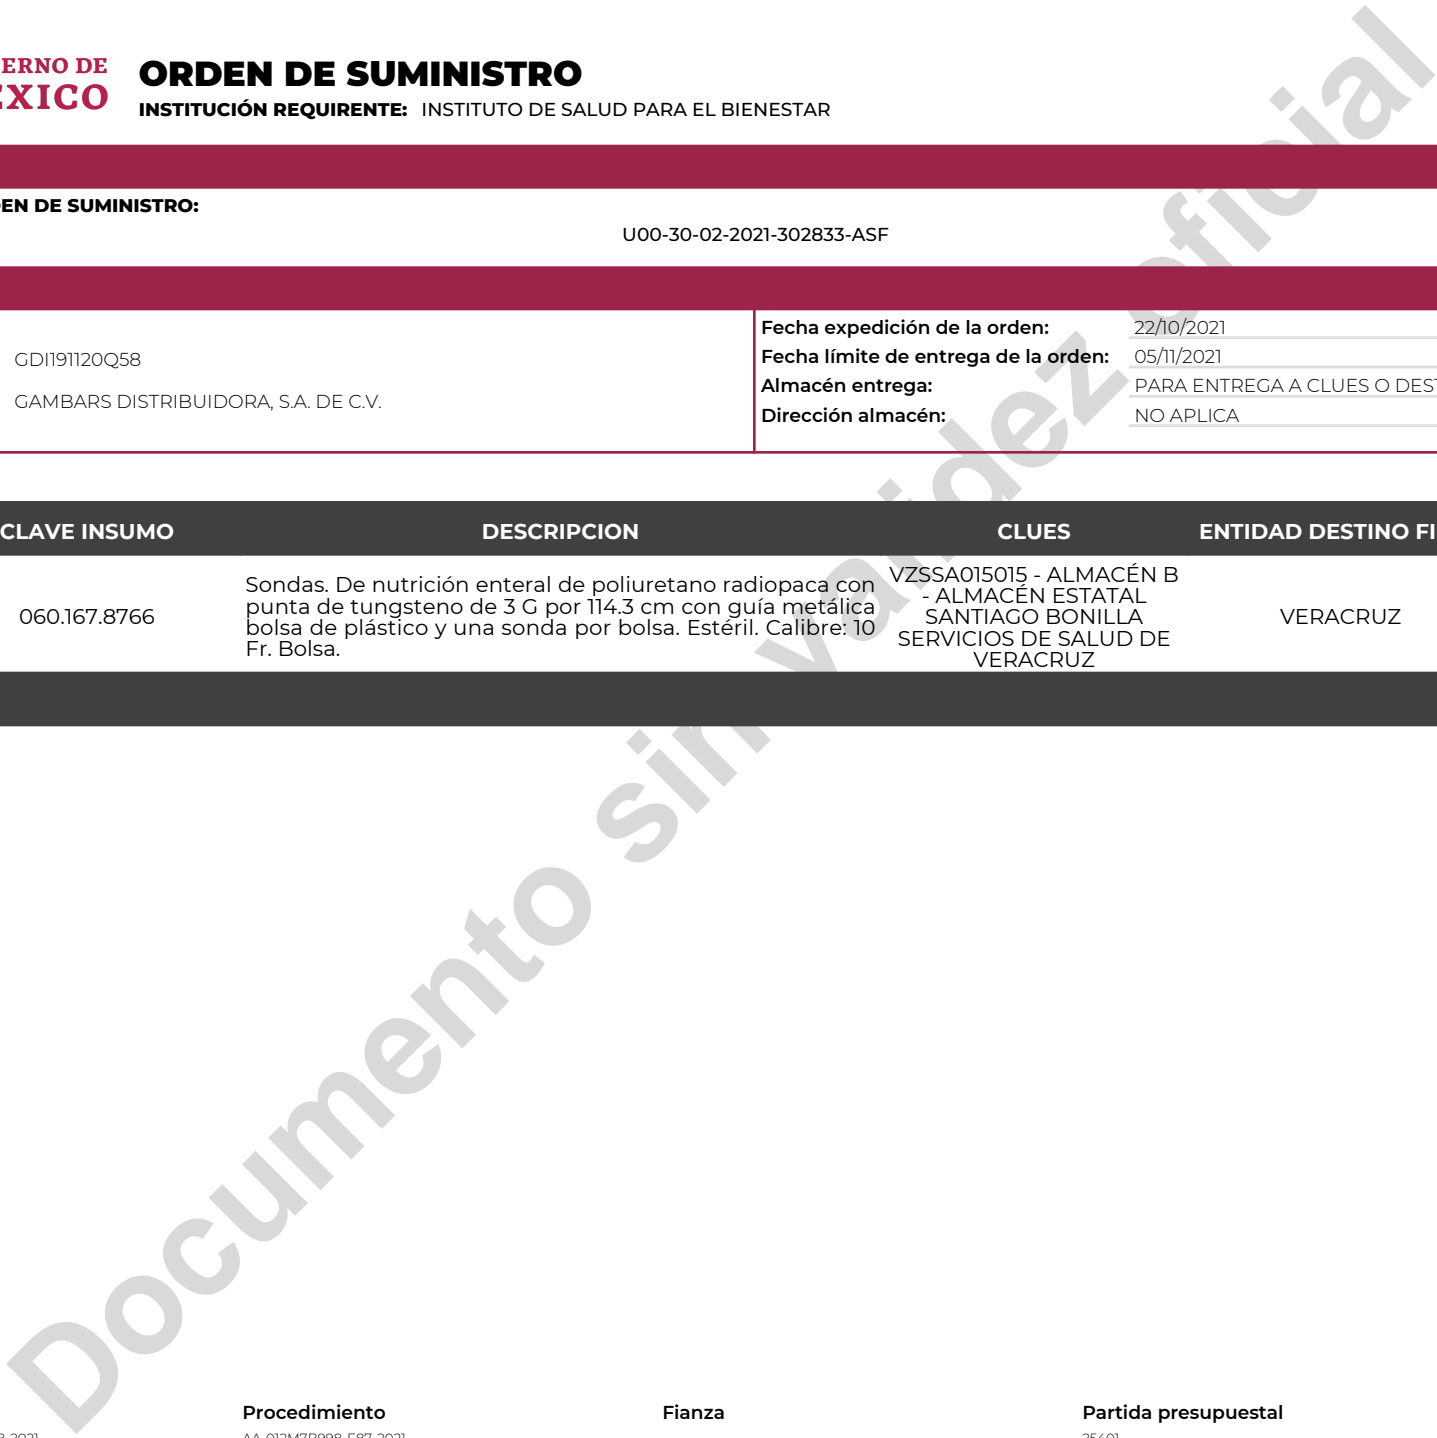 ERNO DE
ÉXICO
ORDEN DE SUMINISTRO
INSTITUCIÓN REQUIRENTE: INSTITUTO DE SALUD PARA EL BIENESTAR
EN DE SUMINISTRO:
U00-30-02-2021-302833-ASF
GDI191120Q58
GAMBARS DISTRIBUIDORA, S.A. DE C.V.
Fecha expedición de la orden: 22/10/2021
Fecha límite de entrega de la orden: 05/11/2021
Almacén entrega: PARA ENTREGA A CLUES O DEST
Dirección almacén: NO APLICA
CLAVE INSUMO DESCRIPCION CLUES ENTIDAD DESTINO FI
060.167.8766
Sondas. De nutrición enteral de poliuretano radiopaca con
punta de tungsteno de 3 G por 114.3 cm con guía metálica
bolsa de plástico y una sonda por bolsa. Estéril. Calibre: 10
Fr. Bolsa.
VZSSA015015 - ALMACÉN B
- ALMACÉN ESTATAL
SANTIAGO BONILLA
SERVICIOS DE SALUD DE
VERACRUZ
VERACRUZ
Documento sin validez oficial
Procedimiento Fianza Partida presupuestal